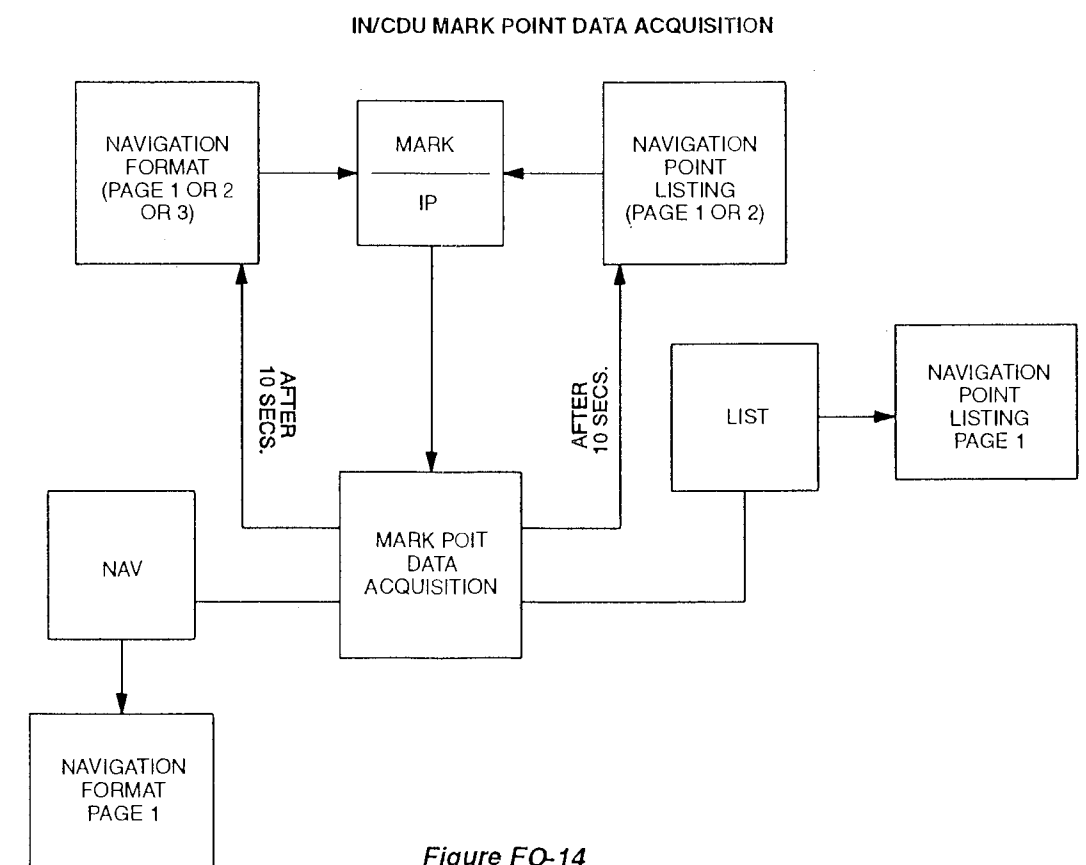 IN/CDU MARK POINT DATA ACQUISITION
NAVIGATION
FORMAT
(PAGE 1 OR 2
OR 3)
MARK
IP
NAVIGATION
POINT
LISTING
(PAGE 1 OR 2)
AFTER
10 SECS.
AFTER
10 SECS.
LIST
NAVIGATION
POINT
LISTING
PAGE 1
NAV
MARK POIT
DATA
ACQUISITION
NAVIGATION
FORMAT
PAGE 1
Figure FO-14